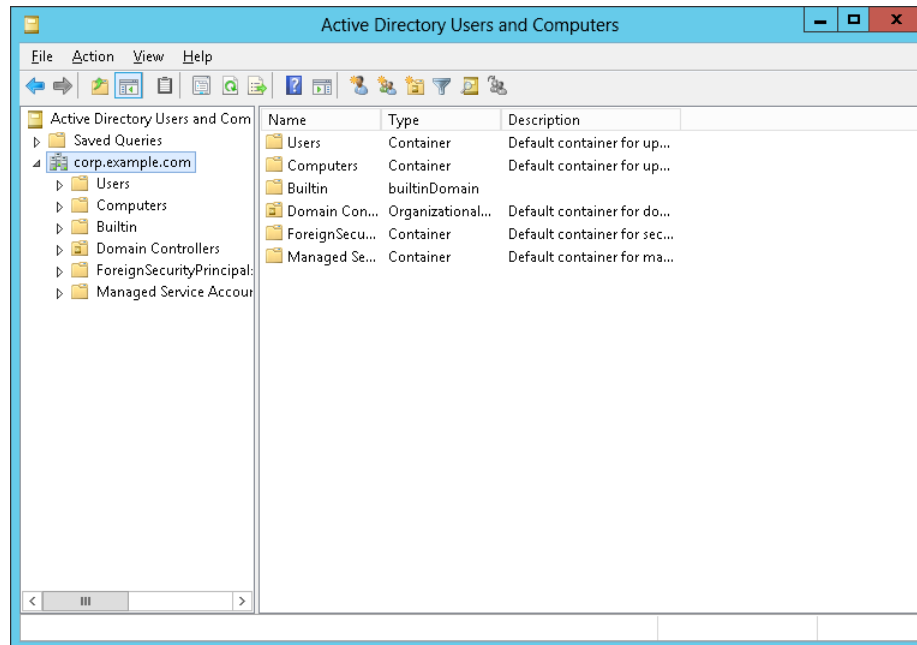 Active Directory Users and Computers
File Action View Help
Active Directory Users and Com
Saved Queries
corp.example.com
Users
Computers
Builtin
Domain Controllers
ForeignSecurityPrincipal:
Managed Service Accour
Name Type Description
Users Container Default container for up...
Computers Container Default container for up...
Builtin builtinDomain
Domain Con... Organizational... Default container for do...
ForeignSecu... Container Default container for sec...
Managed Se... Container Default container for ma...